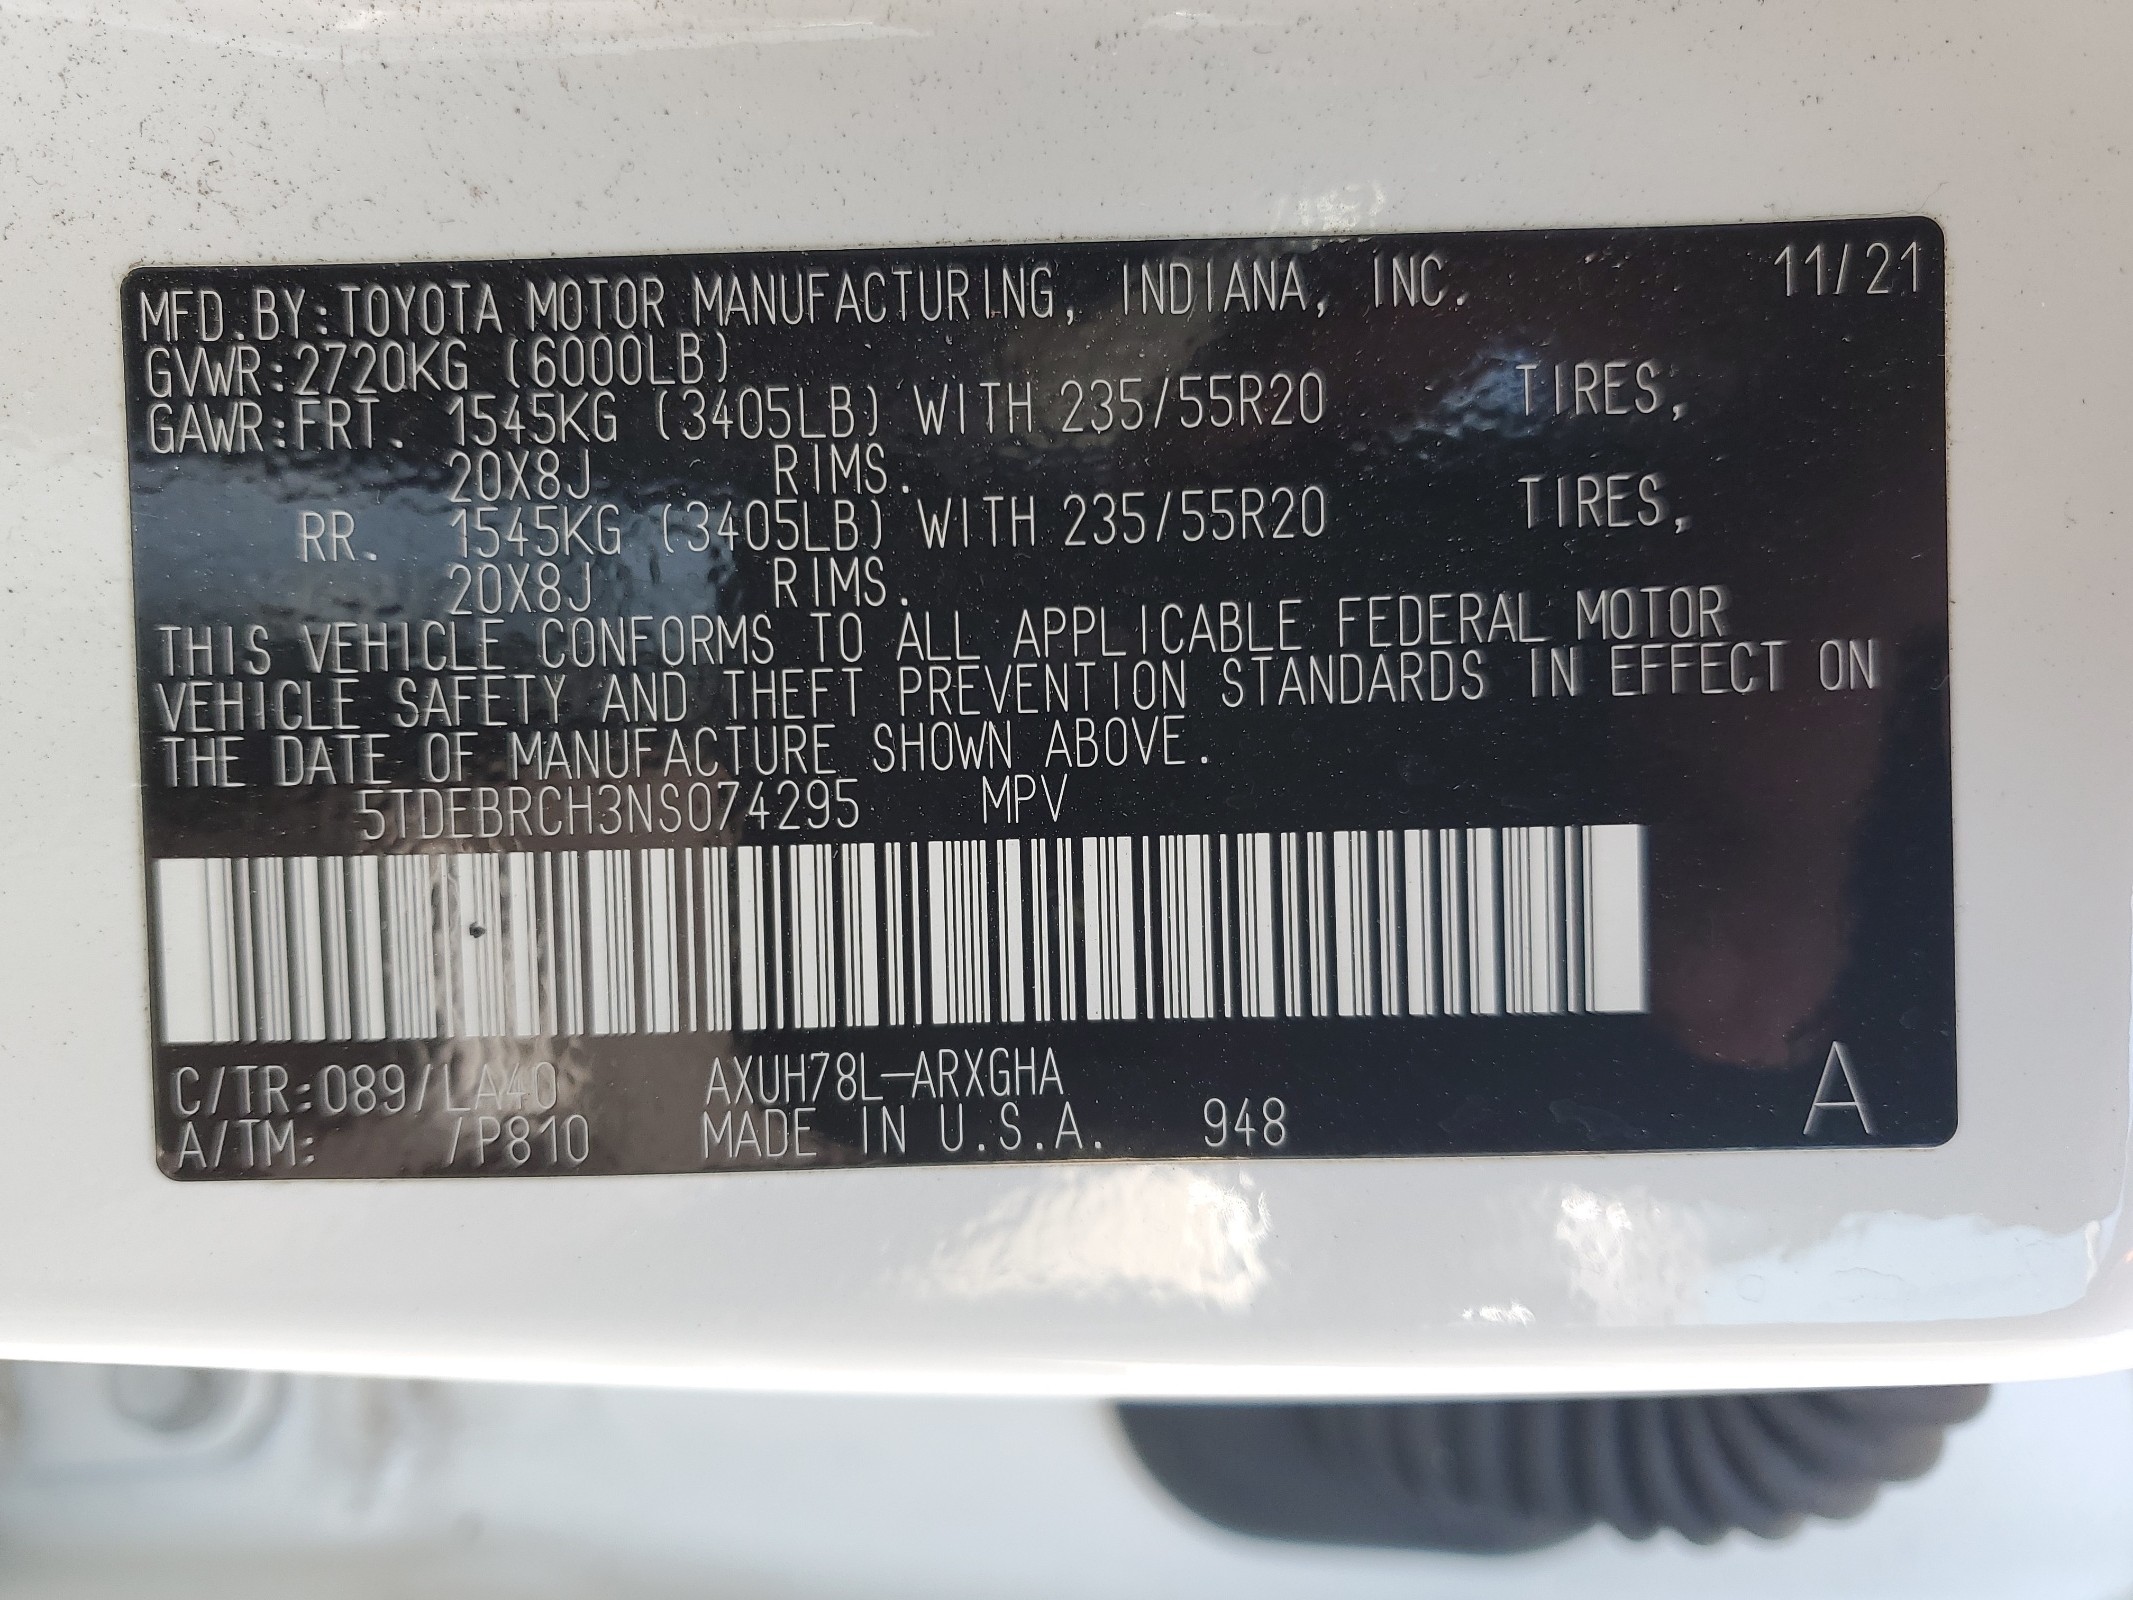 MFD.BY:TOYOTA MOTOR MANUFACTURING, INDIANA, INC. 11/21
GVWR:2720KG (6000LB)
GAWR:FRT. 1545KG (3405LB) WITH 235/55R20 TIRES,
20X8J RIMS.
RR. 1545KG (3405LB) WITH 235/55R20 TIRES,
20X8J RIMS.
THIS VEHICLE CONFORMS TO ALL APPLICABLE FEDERAL MOTOR
VEHICLE SAFETY AND THEFT PREVENTION STANDARDS IN EFFECT ON
THE DATE OF MANUFACTURE SHOWN ABOVE.
5TDEBRCH3NS074295 MPV
C/TR:089/LA40 AXUH78L-ARXGHA
A/TM: /P810 MADE IN U.S.A. 948 A